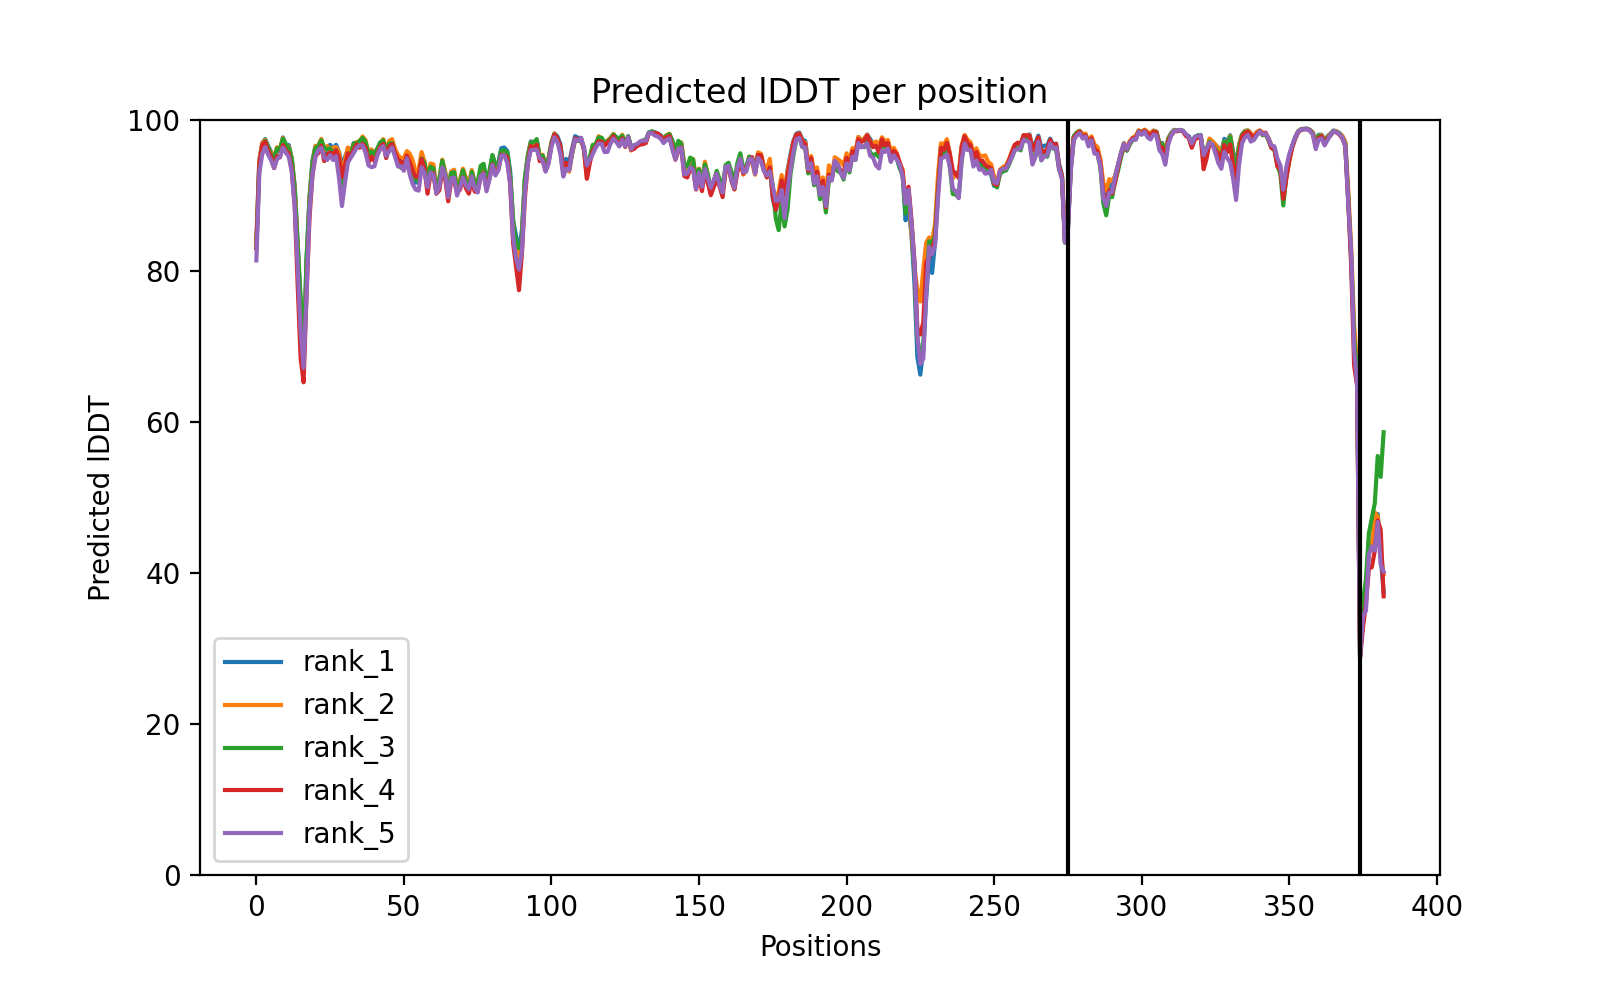 Predicted lDDT per position
100
80
60
40
20
0
Predicted lDDT
rank_1
rank_2
rank_3
rank_4
rank_5
0 50 100 150 200 250 300 350 400
Positions